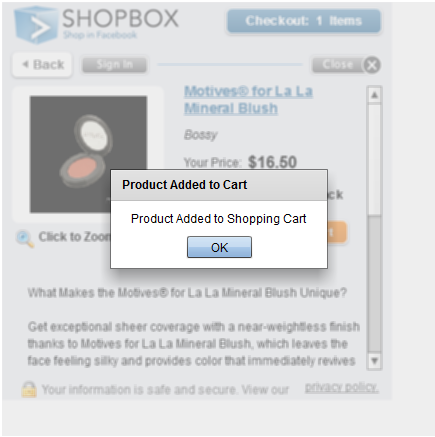 SHOPBOX
Shop in Facebook
Checkout: 1 Items
Back
Sign In
Close
Motives® for La La
Mineral Blush
Bossy
Your Price: $16.50
Product Added to Cart
Product Added to Shopping Cart
OK
Click to Zoom
What Makes the Motives® for La La Mineral Blush Unique?
Get exceptional sheer coverage with a near-weightless finish
thanks to Motives for La La Mineral Blush, which leaves the
face feeling silky and provides color that immediately revives
Your information is safe and secure. View our privacy policy.